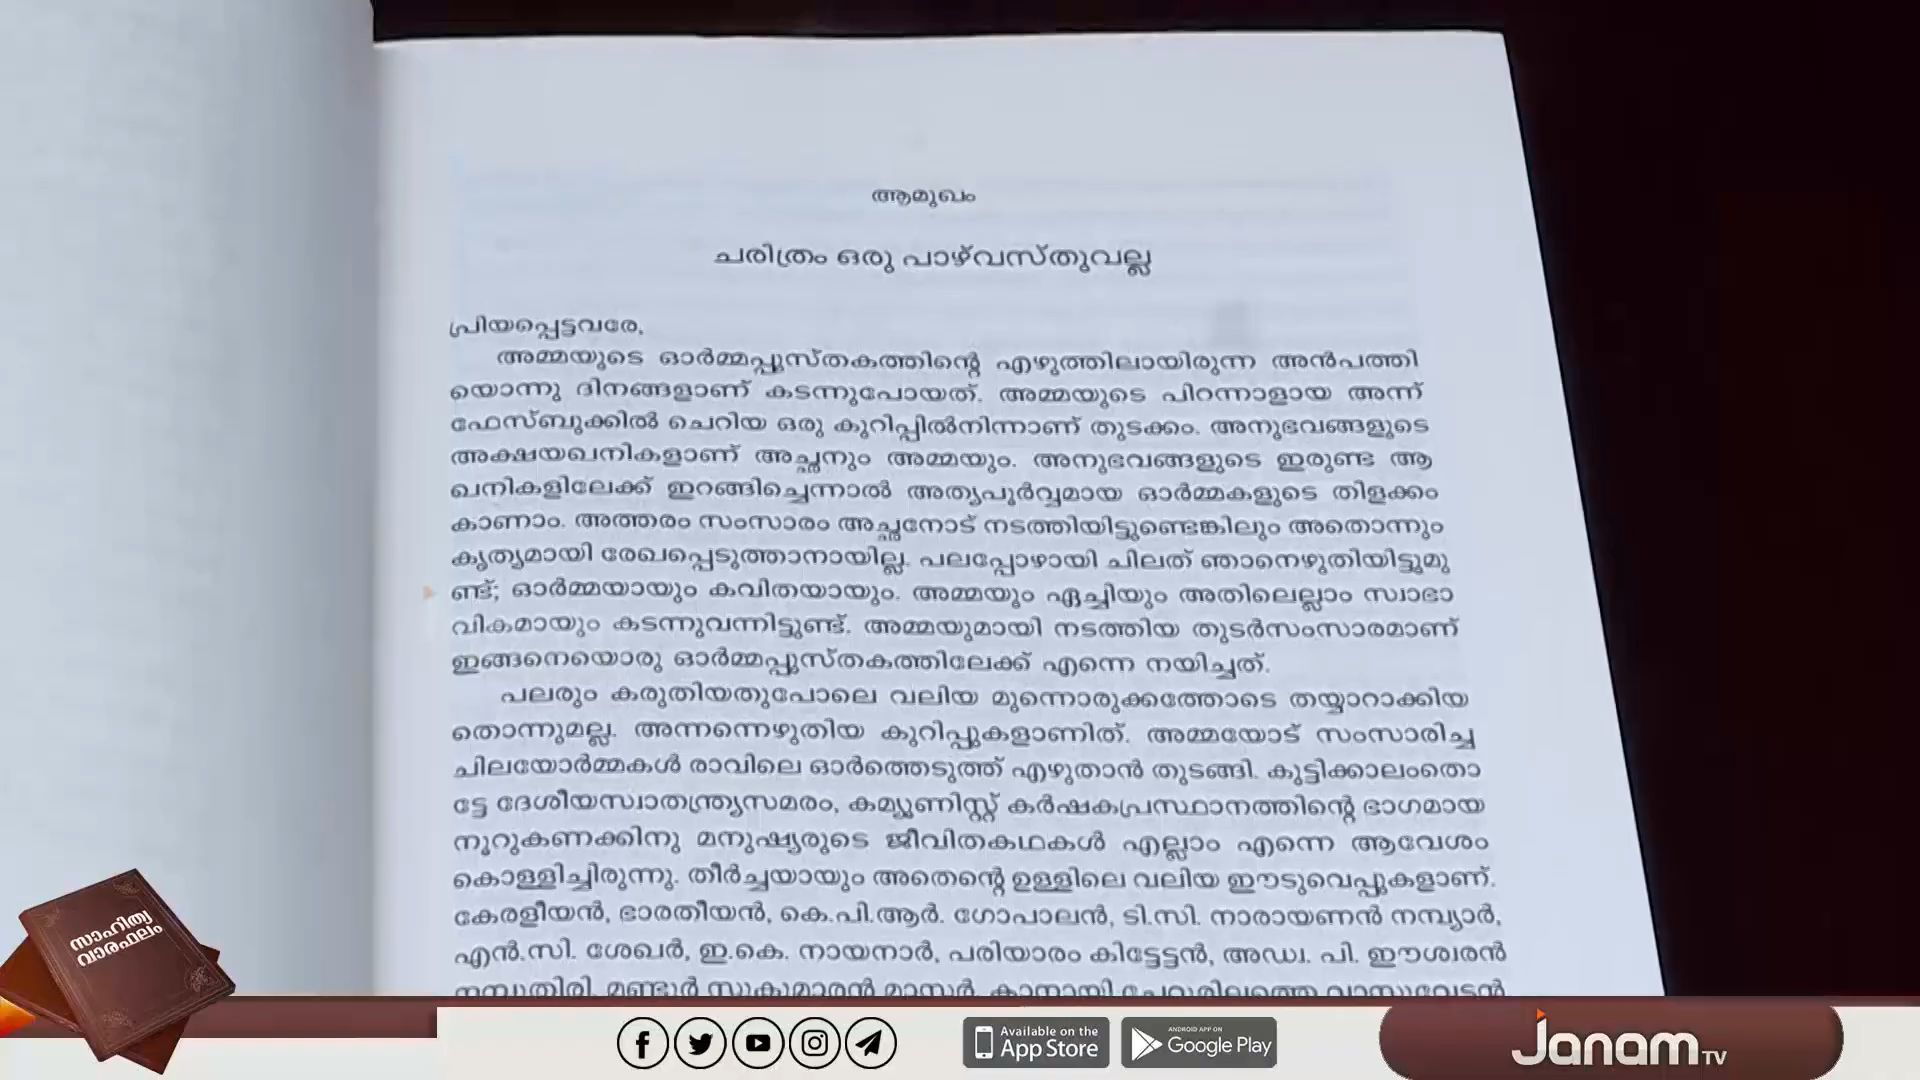 ആമുഖം
ചരിത്രം ഒരു പാഴ്‌വസ്തുവല്ല
പ്രിയപ്പെട്ടവരേ,
അമ്മയുടെ ഓർമ്മപ്പുസ്തകത്തിന്റെ എഴുത്തിലായിരുന്ന അൻപത്തി
യൊന്നു ദിനങ്ങളാണ് കടന്നുപോയത്. അമ്മയുടെ പിറന്നാളായ അന്ന്
ഫേസ്ബുക്കിൽ ചെറിയ ഒരു കുറിപ്പിൽനിന്നാണ് തുടക്കം. അനുഭവങ്ങളുടെ
അക്ഷയഖനികളാണ് അച്ഛനും അമ്മയും. അനുഭവങ്ങളുടെ ഇരുണ്ട ആ
ഖനികളിലേക്ക് ഇറങ്ങിച്ചെന്നാൽ അത്യപൂർവ്വമായ ഓർമ്മകളുടെ തിളക്കം
കാണാം. അത്തരം സംസാരം അച്ഛനോട് നടത്തിയിട്ടുണ്ടെങ്കിലും അതൊന്നും
കൃത്യമായി രേഖപ്പെടുത്താനായില്ല. പലപ്പോഴായി ചിലത് ഞാനെഴുതിയിട്ടുമു
ണ്ട്; ഓർമ്മയായും കവിതയായും. അമ്മയും ഏച്ചിയും അതിലെല്ലാം സ്വാഭാ
വികമായും കടന്നുവന്നിട്ടുണ്ട്. അമ്മയുമായി നടത്തിയ തുടർസംസാരമാണ്
ഇങ്ങനെയൊരു ഓർമ്മപ്പുസ്തകത്തിലേക്ക് എന്നെ നയിച്ചത്.
പലരും കരുതിയതുപോലെ വലിയ മുന്നൊരുക്കത്തോടെ തയ്യാറാക്കിയ
തൊന്നുമല്ല. അന്നന്നെഴുതിയ കുറിപ്പുകളാണിത്. അമ്മയോട് സംസാരിച്ച
ചിലയോർമ്മകൾ രാവിലെ ഓർത്തെടുത്ത് എഴുതാൻ തുടങ്ങി. കുട്ടിക്കാലംതൊ
ട്ടേ ദേശീയസ്വാതന്ത്ര്യസമരം, കമ്യൂണിസ്റ്റ് കർഷകപ്രസ്ഥാനത്തിന്റെ ഭാഗമായ
നൂറുകണക്കിനു മനുഷ്യരുടെ ജീവിതകഥകൾ എല്ലാം എന്നെ ആവേശം
കൊള്ളിച്ചിരുന്നു. തീർച്ചയായും അതെന്റെ ഉള്ളിലെ വലിയ ഈടുവെപ്പുകളാണ്.
കേരളീയൻ, ഭാരതീയൻ, കെ.പി.ആർ. ഗോപാലൻ, ടി.സി. നാരായണൻ നമ്പ്യാർ,
എൻ.സി. ശേഖർ, ഇ.കെ. നായനാർ, പരിയാരം കിട്ടേട്ടൻ, അഡ്വ. പി. ഈശ്വരൻ
നമ്പൂതിരി, മണ്ടൂർ സുകുമാരൻ മാസ്റ്റർ,
സാഹിത്യ
വാരഫലം
Available on the
App Store
ANDROID APP ON
Google Play
Janam TV